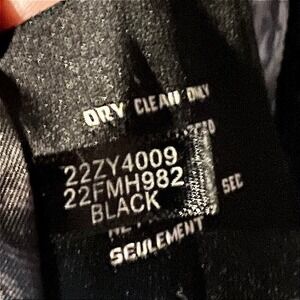 DRY CLEAN ONLY
22ZY4009
22FMH982
BLACK
SEC
SEULEMENT